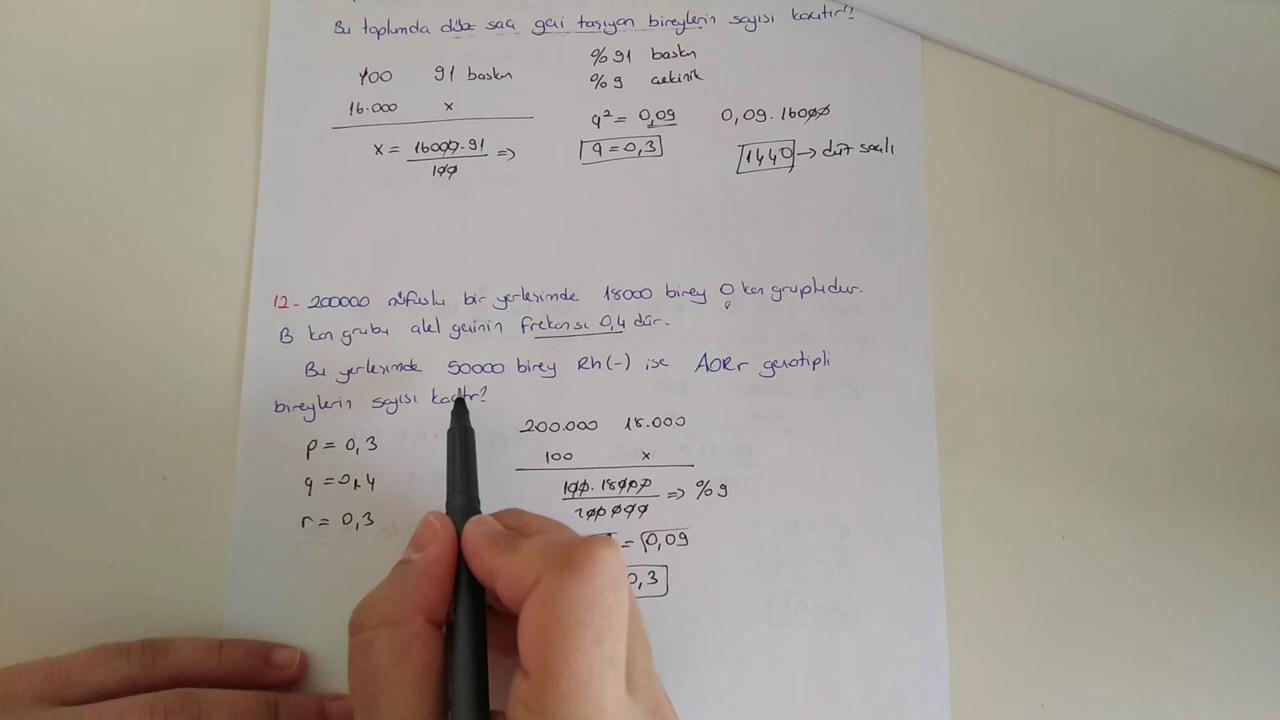 Bu toplumda düz saç geni taşıyan bireylerin sayısı kaçtır?
100 91 baskın
16.000 x
x = 16000.91 / 100 =>
%91 baskın
%9 çekinik
q² = 0,09
q = 0,3
0,09.16000
1440 → düz saçlı
12- 200000 nüfuslu bir yerleşimde 18000 birey 0 kan grupludur.
B kan grubu alel geninin frekansı 0,4 dür.
Bu yerleşimde 50000 birey Rh(-) ise AORr genotipli
bireylerin sayısı kaçtır?
p = 0,3
q = 0,4
r = 0,3
200.000 18.000
100 x
100.18000 / 200000 => %9
= √0,09
0,3